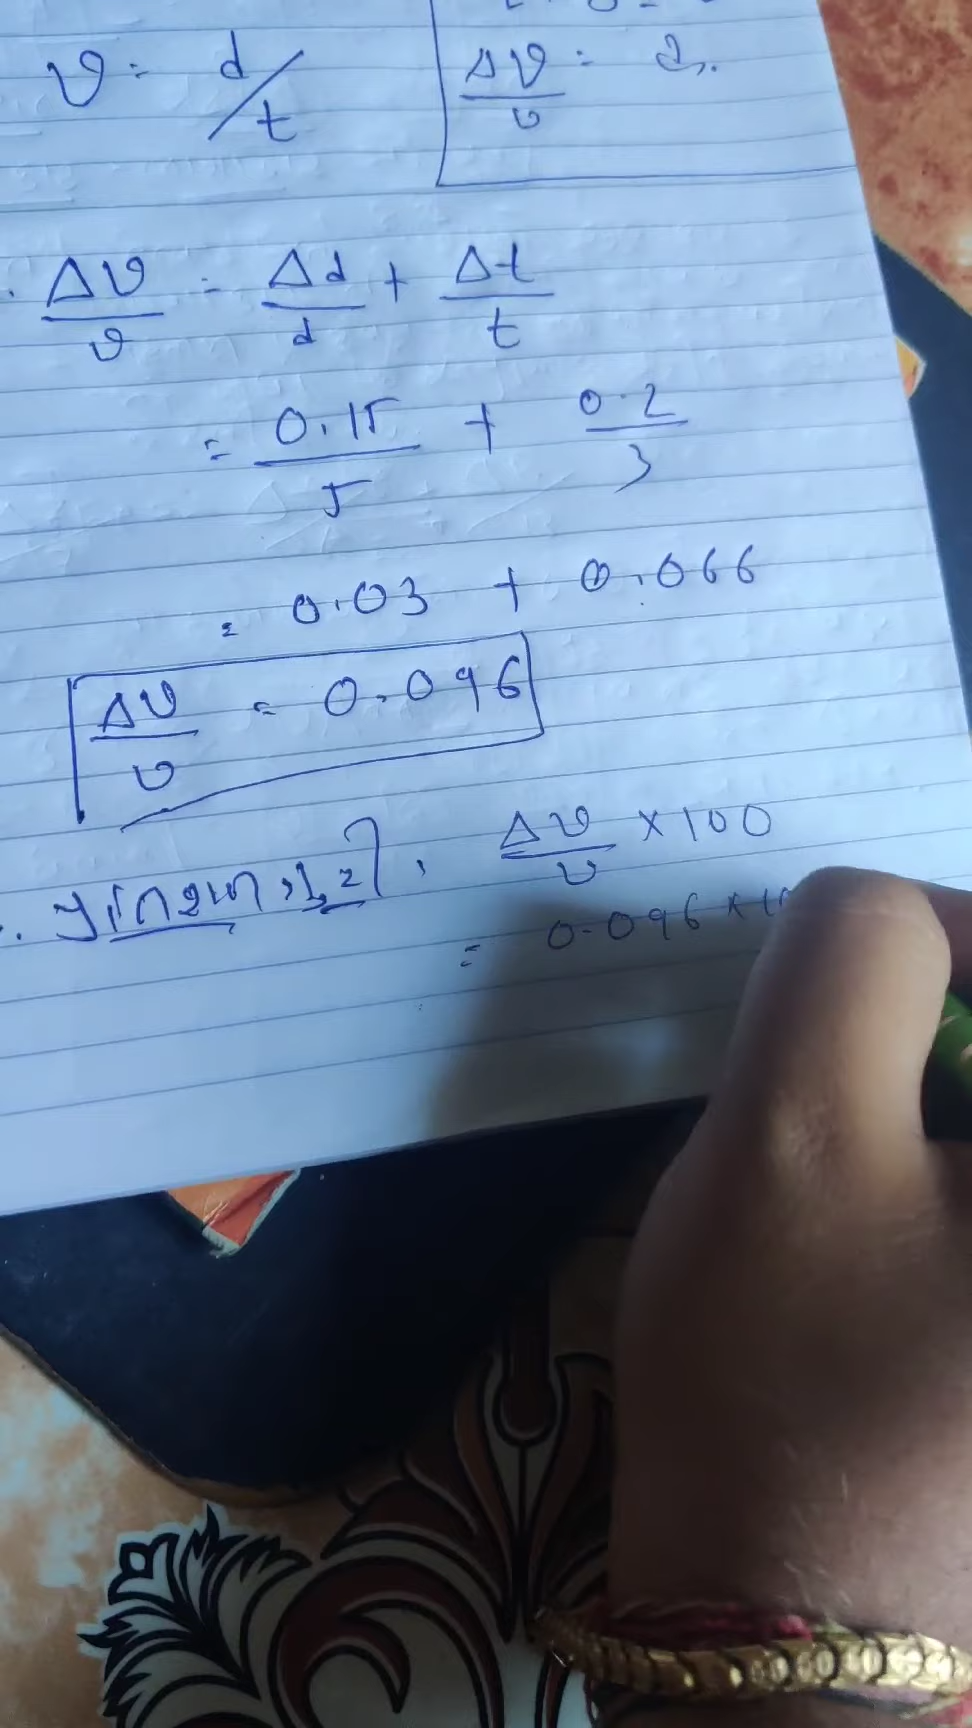 v = d/t
Δv/v =
Δv/v = Δd/d + Δt/t
= 0.15/5 + 0.2/3
= 0.03 + 0.066
Δv/v = 0.096
Δv/v × 100
= 0.096 × 10